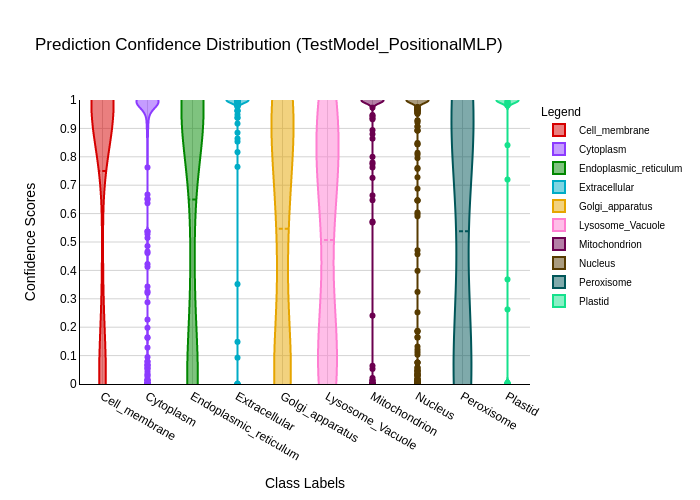 Prediction Confidence Distribution (TestModel_PositionalMLP)
Confidence Scores
1
0.9
0.8
0.7
0.6
0.5
0.4
0.3
0.2
0.1
0
Cell_membrane
Cytoplasm
Endoplasmic_reticulum
Extracellular
Golgi_apparatus
Lysosome_Vacuole
Mitochondrion
Nucleus
Peroxisome
Plastid
Class Labels
Legend
Cell_membrane
Cytoplasm
Endoplasmic_reticulum
Extracellular
Golgi_apparatus
Lysosome_Vacuole
Mitochondrion
Nucleus
Peroxisome
Plastid